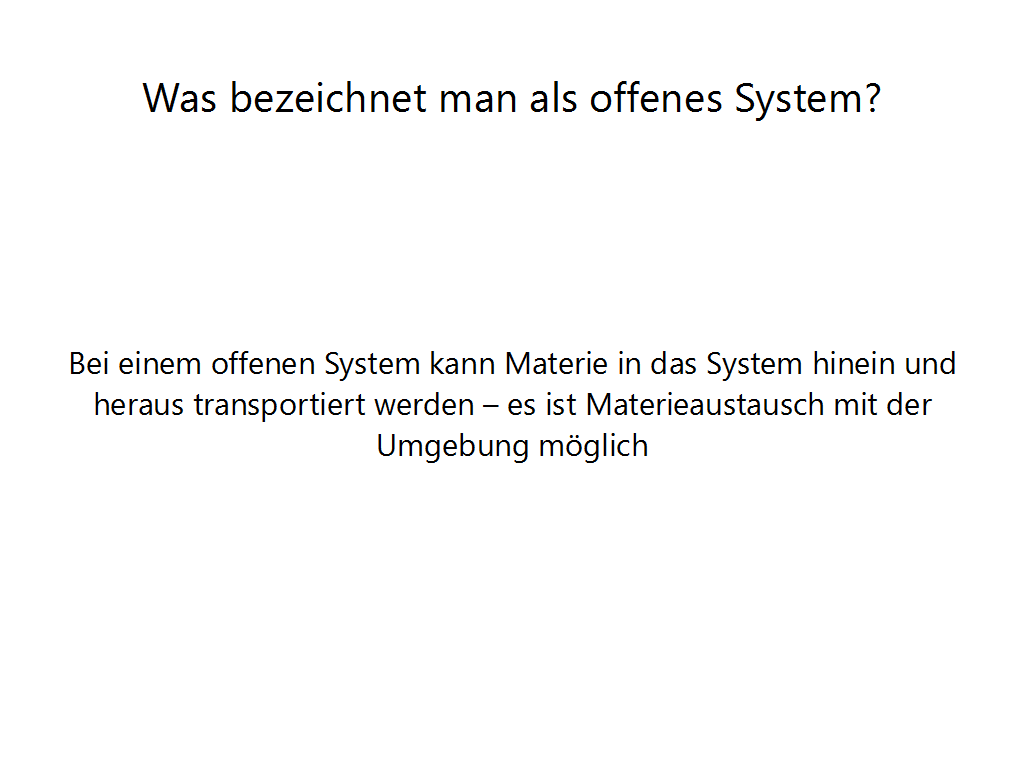 Was bezeichnet man als offenes System?
Bei einem offenen System kann Materie in das System hinein und
heraus transportiert werden – es ist Materieaustausch mit der
Umgebung möglich